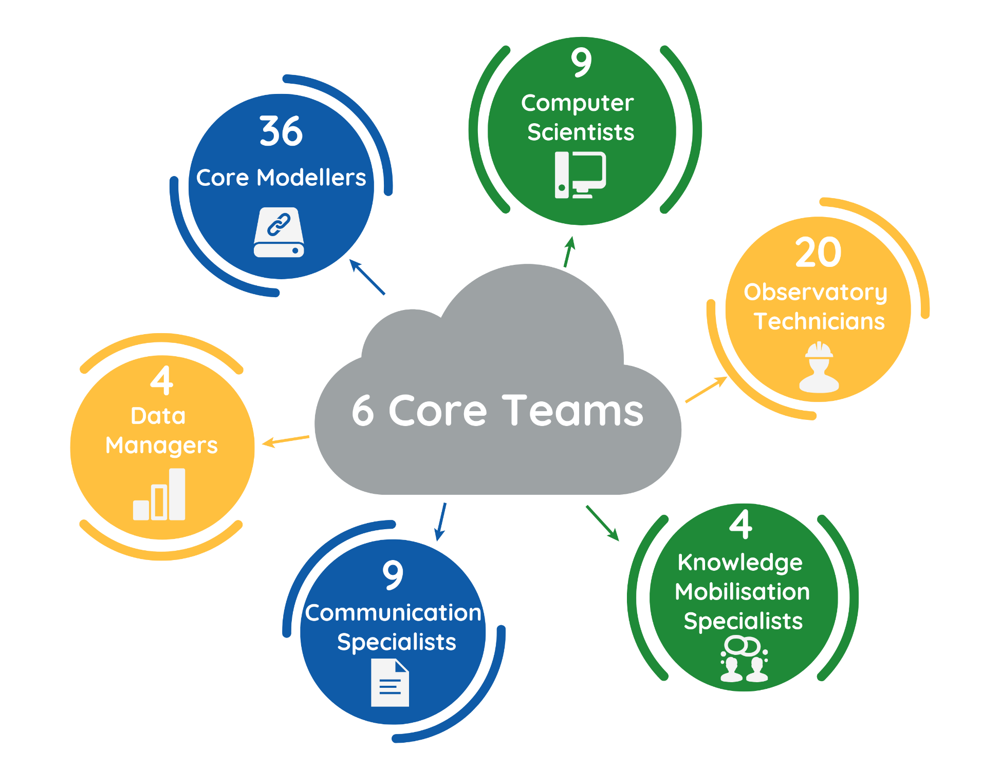 9
Computer
Scientists
36
Core Modellers
20
Observatory
Technicians
4
Data
Managers
6 Core Teams
4
Knowledge
Mobilisation
Specialists
9
Communication
Specialists